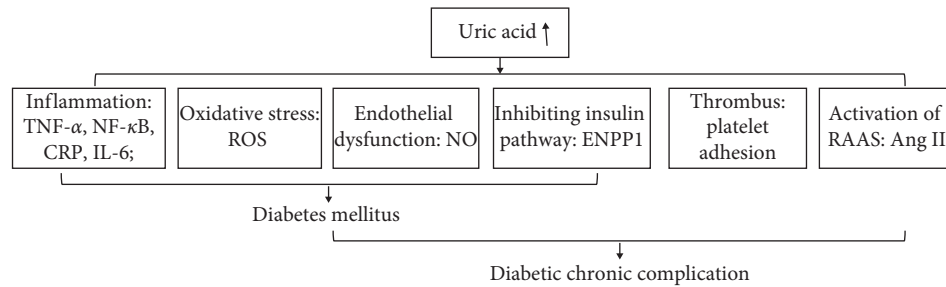 Uric acid
Inflammation:
TNF-α, NF-κB,
CRP, IL-6;
Oxidative stress:
ROS
Endothelial
dysfunction: NO
Inhibiting insulin
pathway: ENPP1
Thrombus:
platelet
adhesion
Activation of
RAAS: Ang II
Diabetes mellitus
Diabetic chronic complication